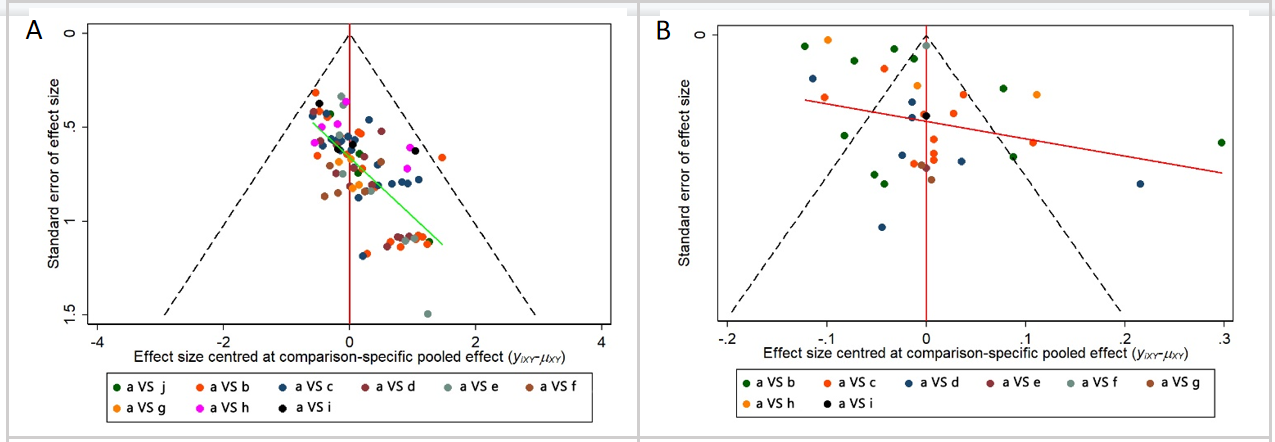 A
0
.5
1
1.5
Standard error of effect size
-4
-2
0
2
4
Effect size centred at comparison-specific pooled effect (yiXY-μXY)
a VS j
a VS b
a VS c
a VS d
a VS e
a VS f
a VS g
a VS h
a VS i
B
0
Standard error of effect size
-.2
-.1
0
.1
.2
.3
Effect size centred at comparison-specific pooled effect (yiXY-μXY)
a VS b
a VS c
a VS d
a VS e
a VS f
a VS g
a VS h
a VS i